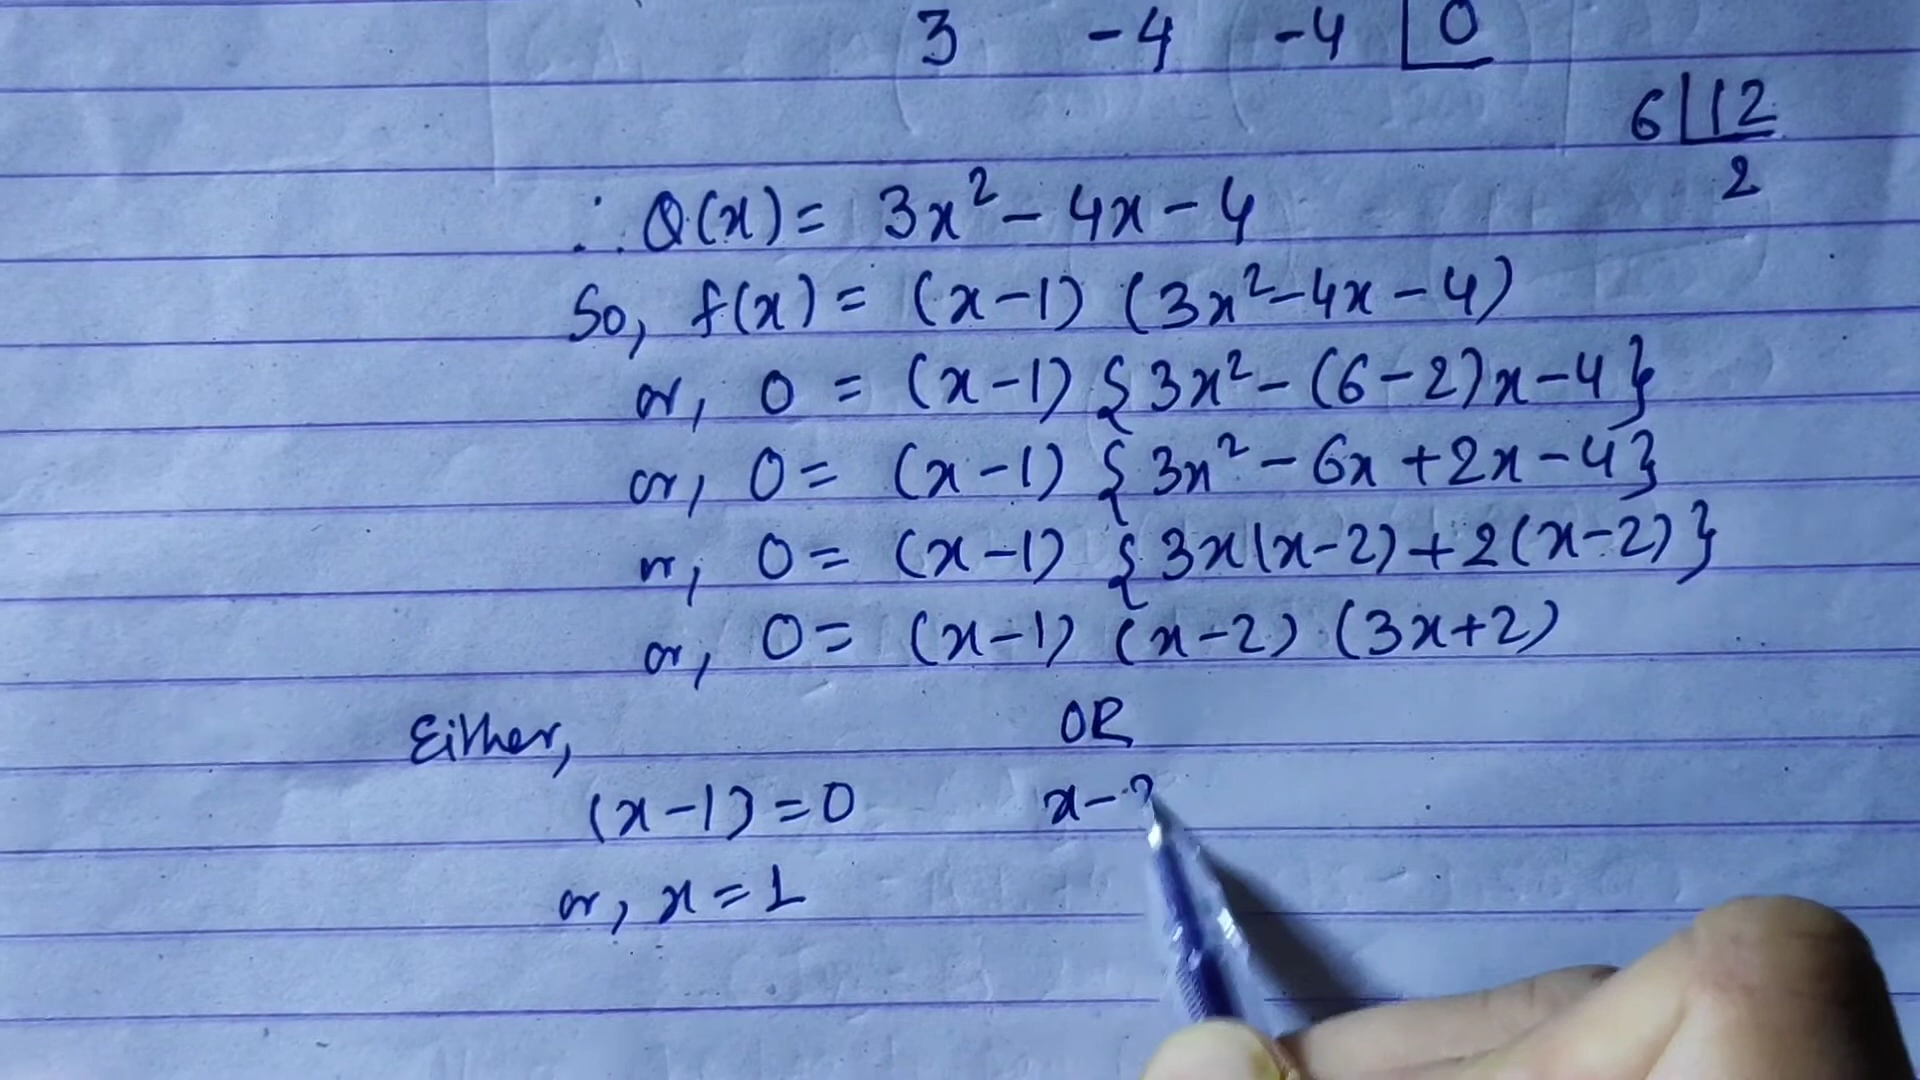 3 -4 -4 | 0
6 | 12
2
∴ Q(x) = 3x² - 4x - 4
So, f(x) = (x-1) (3x²-4x-4)
or, 0 = (x-1) {3x² - (6-2)x - 4}
or, 0 = (x-1) {3x² - 6x + 2x - 4}
or, 0 = (x-1) {3x(x-2) + 2(x-2)}
or, 0 = (x-1) (x-2) (3x+2)
Either, OR
(x-1) = 0 x-2
or, x = 1